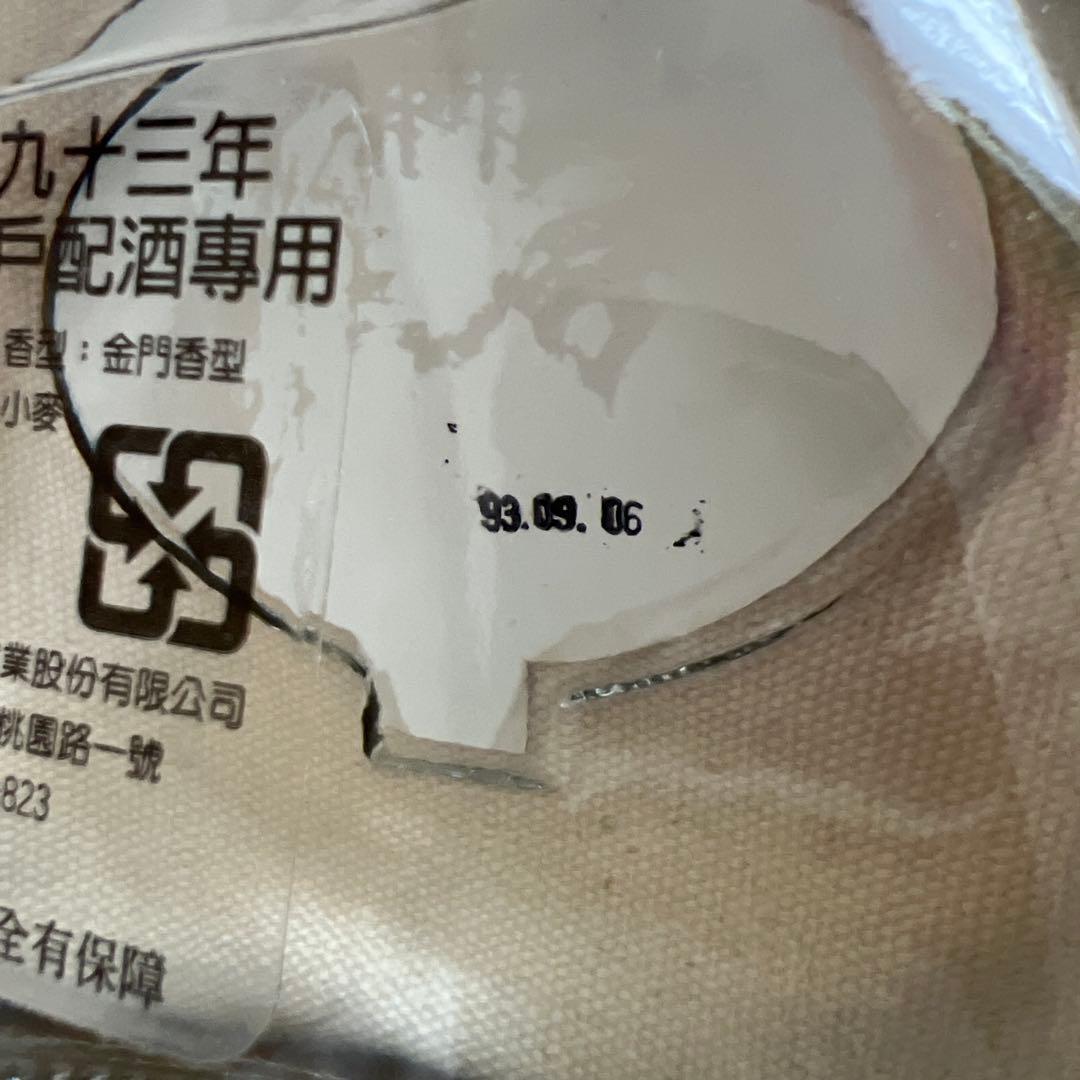 九十三年
戶配酒專用
香型：金門香型
小麥
業股份有限公司
桃園路一號
823
全有保障
93.09.06